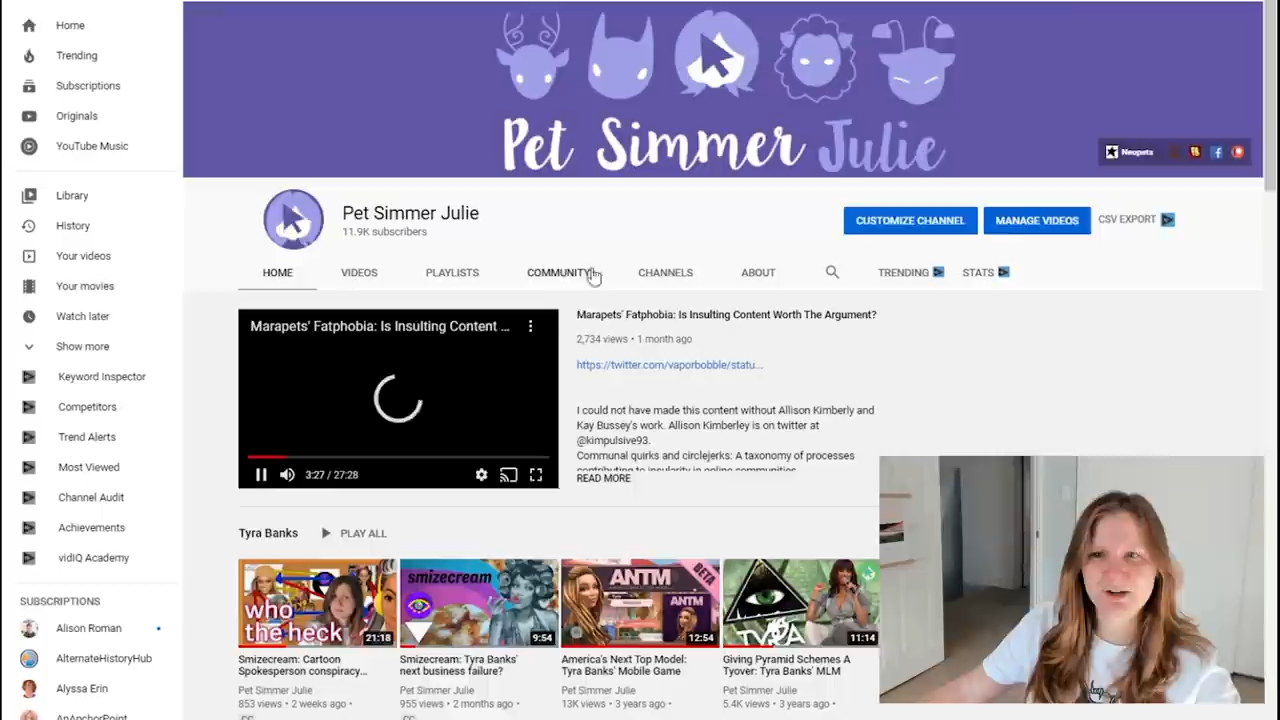 Home
Trending
Subscriptions
Originals
YouTube Music
Library
History
Your videos
Your movies
Watch later
Show more
Keyword Inspector
Competitors
Trend Alerts
Most Viewed
Channel Audit
Achievements
vidIQ Academy
SUBSCRIPTIONS
Alison Roman
AlternateHistoryHub
Alyssa Erin
AnAnchorPoint
Pet Simmer Julie
Neopets
Pet Simmer Julie
11.9K subscribers
CUSTOMIZE CHANNEL
MANAGE VIDEOS
CSV EXPORT
HOME
VIDEOS
PLAYLISTS
COMMUNITY
CHANNELS
ABOUT
TRENDING
STATS
Marapets' Fatphobia: Is Insulting Content ...
3:27 / 27:28
Marapets' Fatphobia: Is Insulting Content Worth The Argument?
2,734 views • 1 month ago
https://twitter.com/vaporbobble/statu...
I could not have made this content without Allison Kimberly and
Kay Bussey's work. Allison Kimberley is on twitter at
@kimpulsive93.
Communal quirks and circlejerks: A taxonomy of processes
contributing to insularity in online communities
READ MORE
Tyra Banks
PLAY ALL
who
the heck
21:18
Smizecream: Cartoon
Spokesperson conspiracy...
Pet Simmer Julie
853 views • 2 weeks ago
smizecream
9:54
Smizecream: Tyra Banks'
next business failure?
Pet Simmer Julie
955 views • 2 months ago
ANTM
BETA
ANTM
12:54
America's Next Top Model:
Tyra Banks' Mobile Game
Pet Simmer Julie
13K views • 3 years ago
TYRA
11:14
Giving Pyramid Schemes A
Tyover: Tyra Banks' MLM
Pet Simmer Julie
5.4K views • 3 years ago